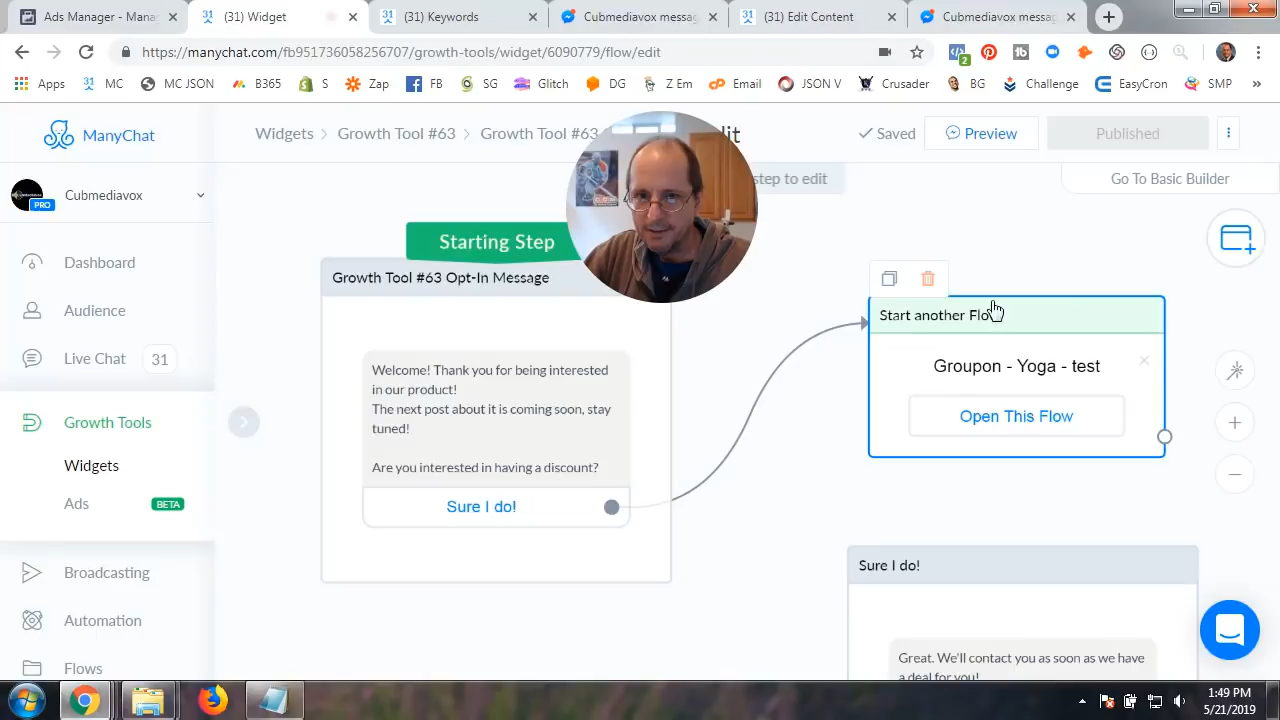 Ads Manager - Mana
(31) Widget
(31) Keywords
Cubmediavox messag
(31) Edit Content
Cubmediavox messag
https://manychat.com/fb951736058256707/growth-tools/widget/6090779/flow/edit
2
Apps
31 MC
MC JSON
B365
S
Zap
FB
SG
Glitch
DG
Z Em
Email
JSON V
Crusader
BG
Challenge
EasyCron
SMP
»
ManyChat
Widgets
Growth Tool #63
Growth Tool #63
dit
Saved
Preview
Published
Cubmediavox
PRO
step to edit
Go To Basic Builder
Dashboard
Audience
Live Chat
31
Growth Tools
Widgets
Ads
BETA
Broadcasting
Automation
Flows
Starting Step
Growth Tool #63 Opt-In Message
Welcome! Thank you for being interested
in our product!
The next post about it is coming soon, stay
tuned!
Are you interested in having a discount?
Sure I do!
Start another Flo
Groupon - Yoga - test
Open This Flow
Sure I do!
Great. We'll contact you as soon as we have
a deal for you!
1:49 PM
5/21/2019